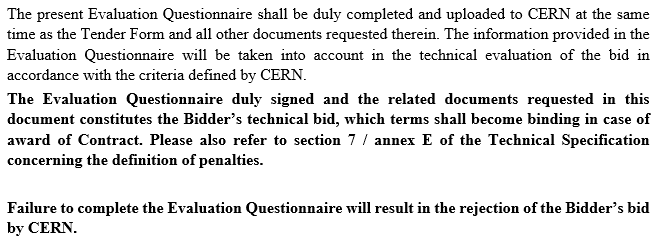 The present Evaluation Questionnaire shall be duly completed and uploaded to CERN at the same
time as the Tender Form and all other documents requested therein. The information provided in the
Evaluation Questionnaire will be taken into account in the technical evaluation of the bid in
accordance with the criteria defined by CERN.
The Evaluation Questionnaire duly signed and the related documents requested in this
document constitutes the Bidder's technical bid, which terms shall become binding in case of
award of Contract. Please also refer to section 7 / annex E of the Technical Specification
concerning the definition of penalties.
Failure to complete the Evaluation Questionnaire will result in the rejection of the Bidder's bid
by CERN.